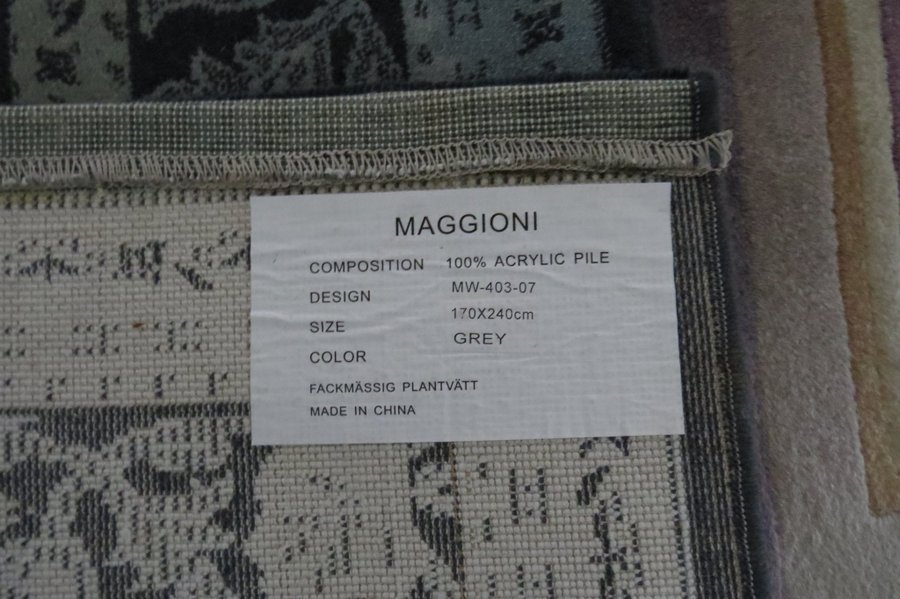 MAGGIONI
COMPOSITION 100% ACRYLIC PILE
DESIGN MW-403-07
SIZE 170X240cm
COLOR GREY
FACKMÄSSIG PLANTVÄTT
MADE IN CHINA